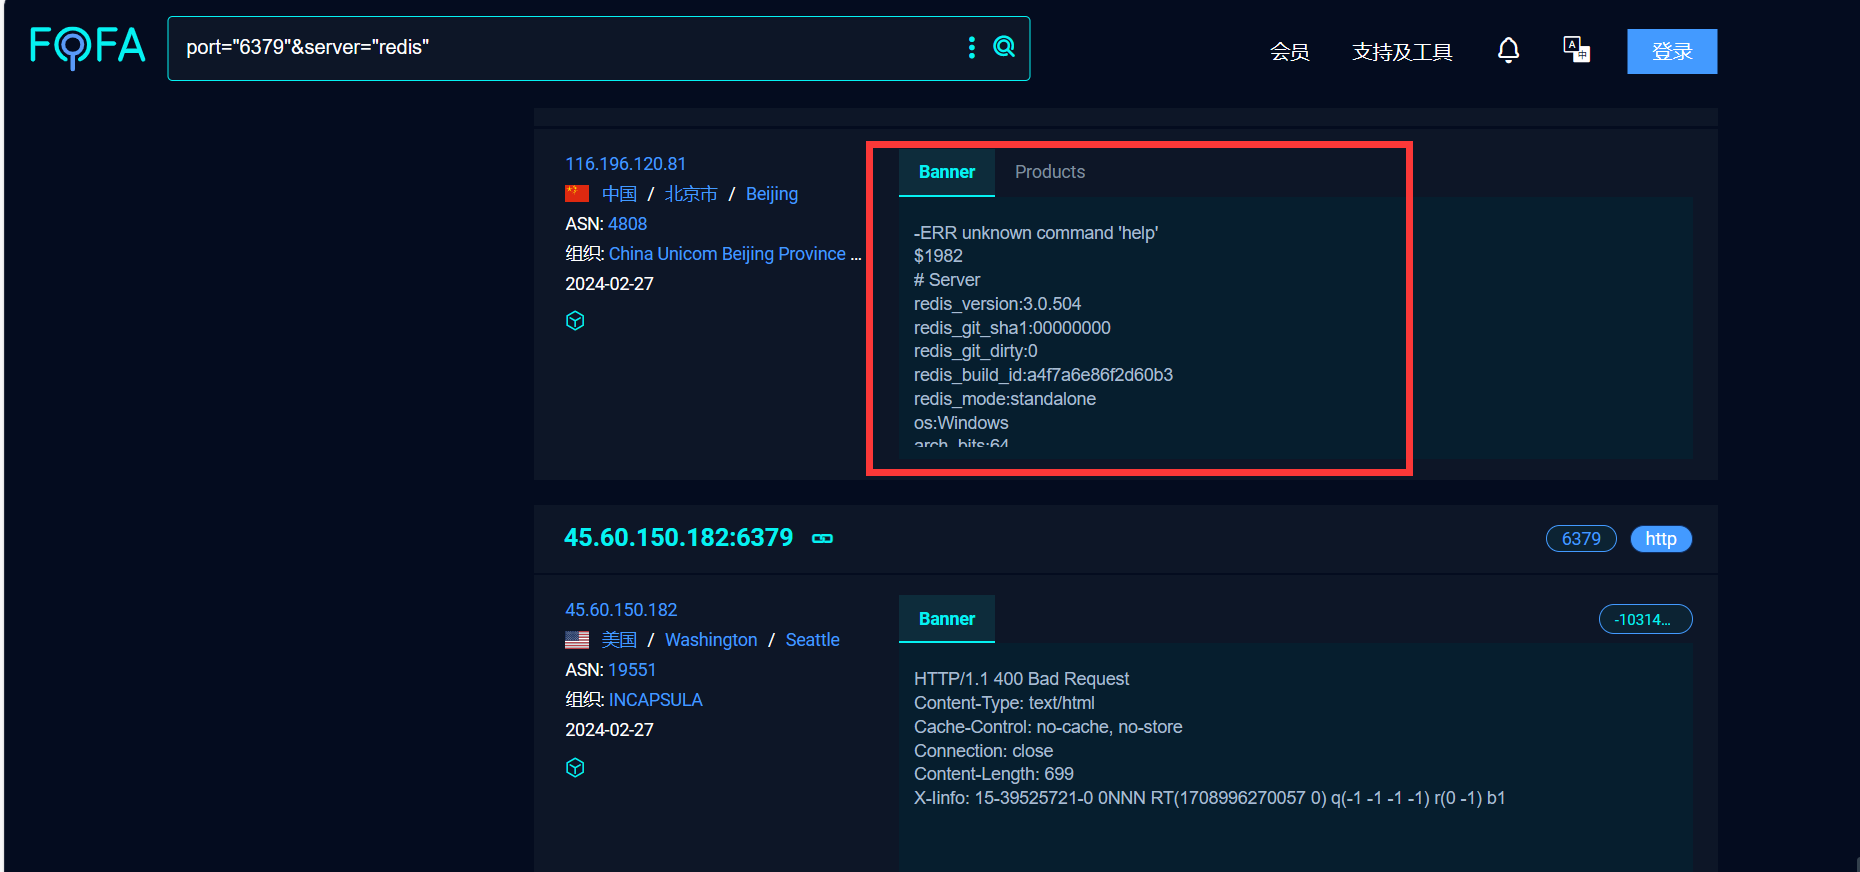 FOFA
port="6379"&server="redis"
会员
支持及工具
登录
116.196.120.81
中国 / 北京市 / Beijing
ASN: 4808
组织: China Unicom Beijing Province ...
2024-02-27
Banner
Products
-ERR unknown command 'help'
$1982
# Server
redis_version:3.0.504
redis_git_sha1:00000000
redis_git_dirty:0
redis_build_id:a4f7a6e86f2d60b3
redis_mode:standalone
os:Windows
arch_bits:64
45.60.150.182:6379
6379
http
45.60.150.182
美国 / Washington / Seattle
ASN: 19551
组织: INCAPSULA
2024-02-27
Banner
-10314...
HTTP/1.1 400 Bad Request
Content-Type: text/html
Cache-Control: no-cache, no-store
Connection: close
Content-Length: 699
X-Iinfo: 15-39525721-0 0NNN RT(1708996270057 0) q(-1 -1 -1 -1) r(0 -1) b1